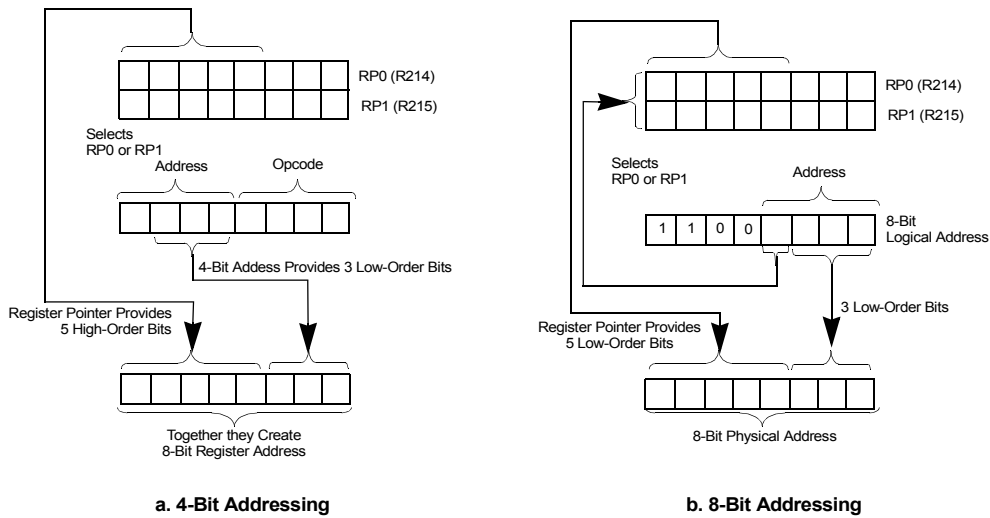 RP0 (R214)
RP1 (R215)
Selects
RP0 or RP1
Address
Opcode
4-Bit Addess Provides 3 Low-Order Bits
Register Pointer Provides
5 High-Order Bits
Together they Create
8-Bit Register Address
a. 4-Bit Addressing
RP0 (R214)
RP1 (R215)
Selects
RP0 or RP1
Address
1 1 0 0
8-Bit
Logical Address
3 Low-Order Bits
Register Pointer Provides
5 Low-Order Bits
8-Bit Physical Address
b. 8-Bit Addressing